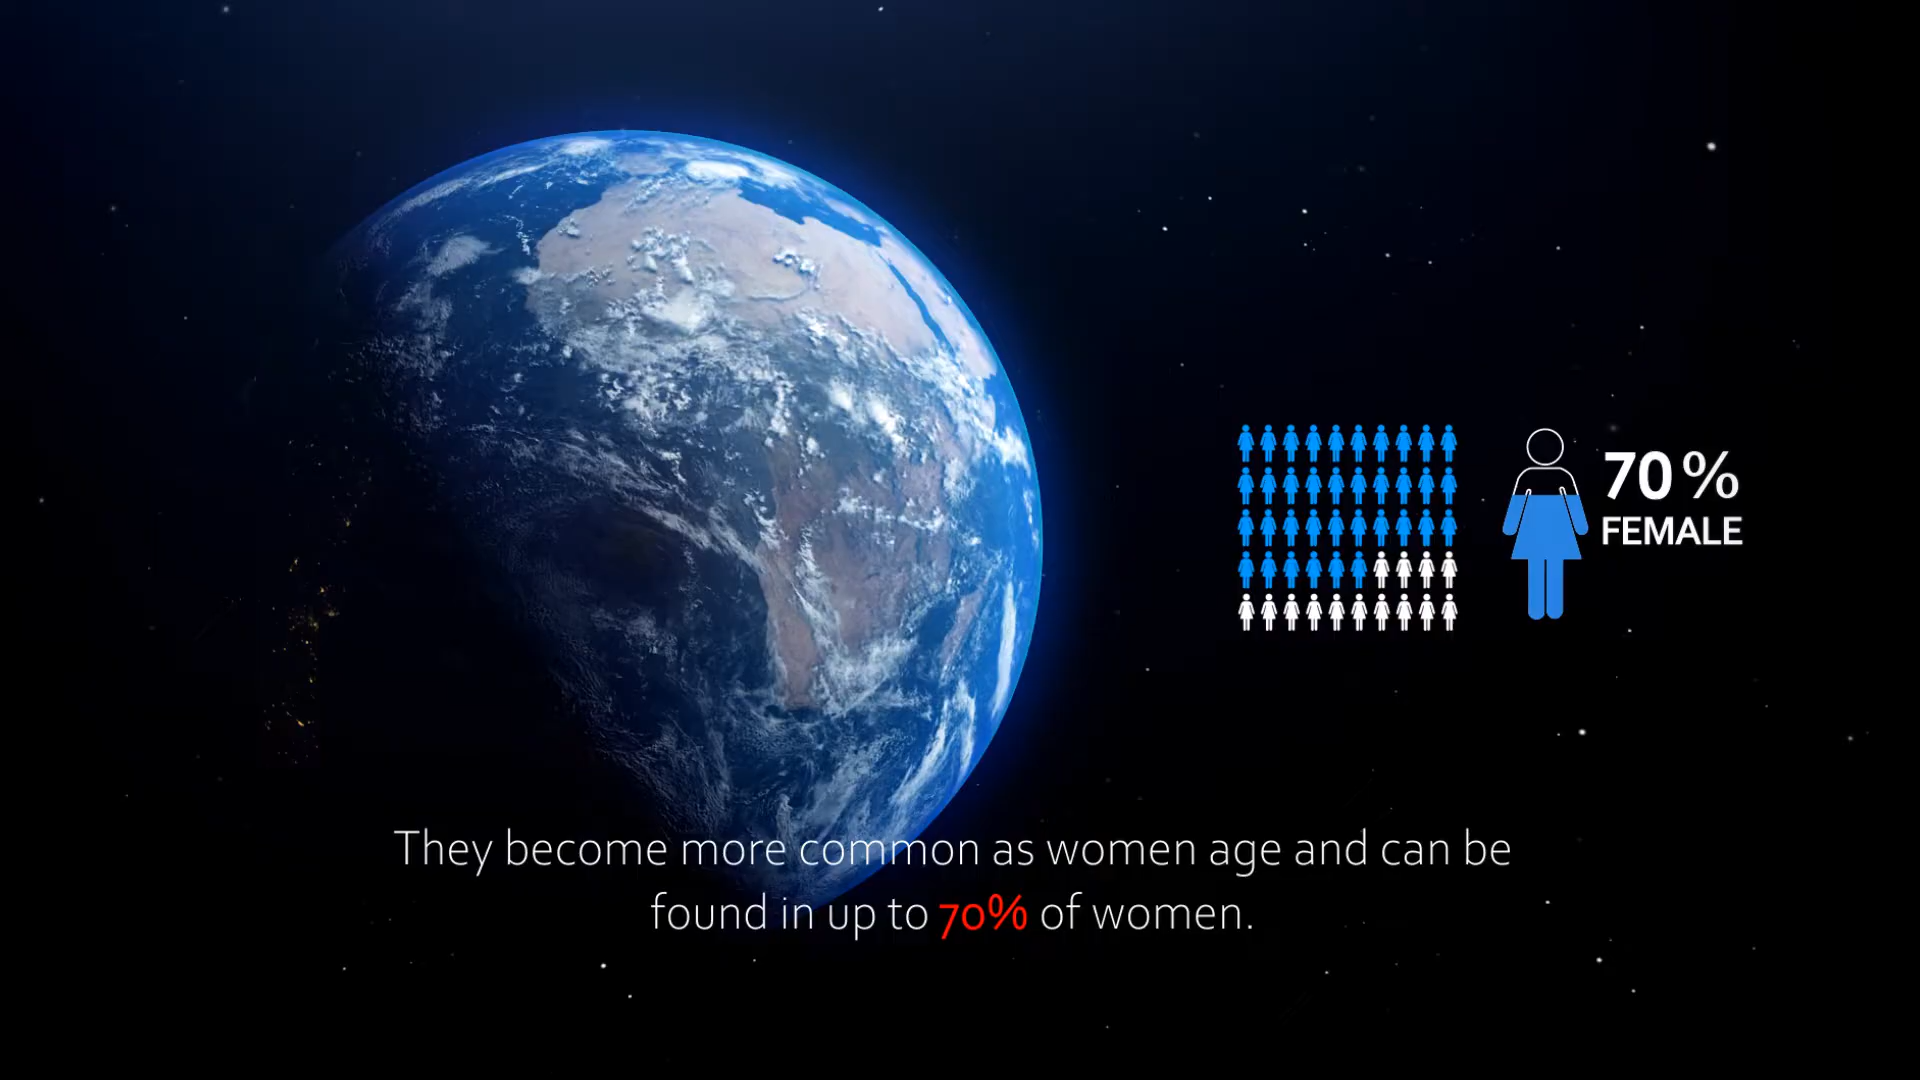 70%
FEMALE
They become more common as women age and can be
found in up to 70% of women.